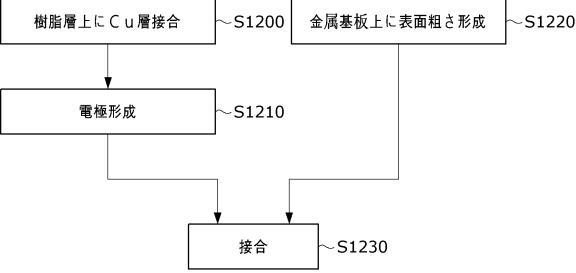 樹脂層上にCu層接合
S1200
金属基板上に表面粗さ形成
S1220
電極形成
S1210
接合
S1230